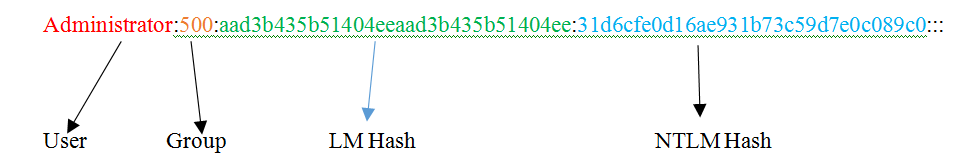 Administrator:500:aad3b435b51404eeaad3b435b51404ee:31d6cfe0d16ae931b73c59d7e0c089c0:::
User Group LM Hash NTLM Hash